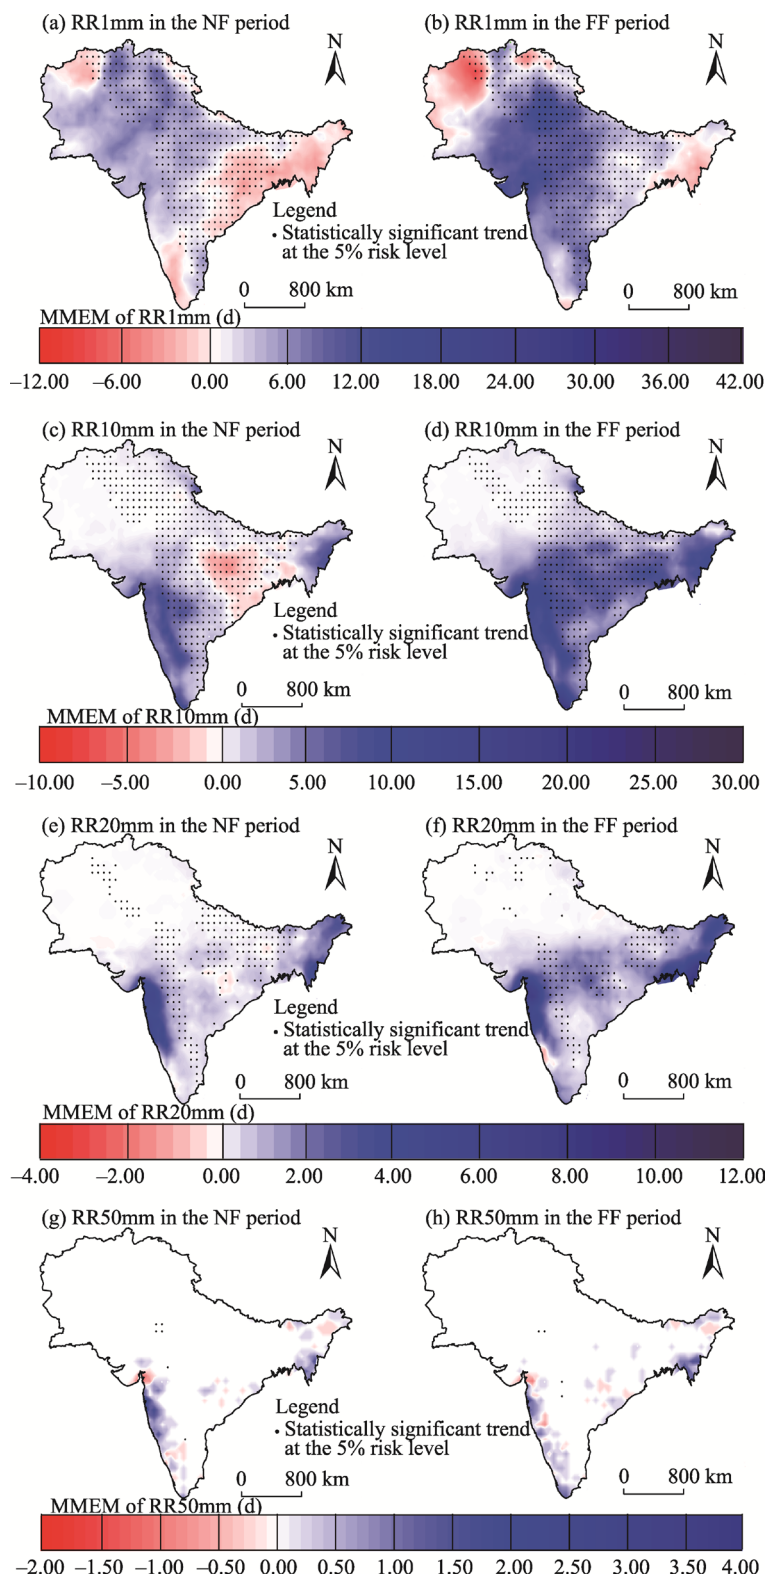 (a) RR1mm in the NF period
(b) RR1mm in the FF period
N
N
Legend
Statistically significant trend
at the 5% risk level
0 800 km
0 800 km
MMEM of RR1mm (d)
−12.00 −6.00 0.00 6.00 12.00 18.00 24.00 30.00 36.00 42.00
(c) RR10mm in the NF period
(d) RR10mm in the FF period
N
N
Legend
Statistically significant trend
at the 5% risk level
0 800 km
0 800 km
MMEM of RR10mm (d)
−10.00 −5.00 0.00 5.00 10.00 15.00 20.00 25.00 30.00
(e) RR20mm in the NF period
(f) RR20mm in the FF period
N
N
Legend
Statistically significant trend
at the 5% risk level
0 800 km
0 800 km
MMEM of RR20mm (d)
−4.00 −2.00 0.00 2.00 4.00 6.00 8.00 10.00 12.00
(g) RR50mm in the NF period
(h) RR50mm in the FF period
N
N
Legend
Statistically significant trend
at the 5% risk level
0 800 km
0 800 km
MMEM of RR50mm (d)
−2.00 −1.50 −1.00 −0.50 0.00 0.50 1.00 1.50 2.00 2.50 3.00 3.50 4.00